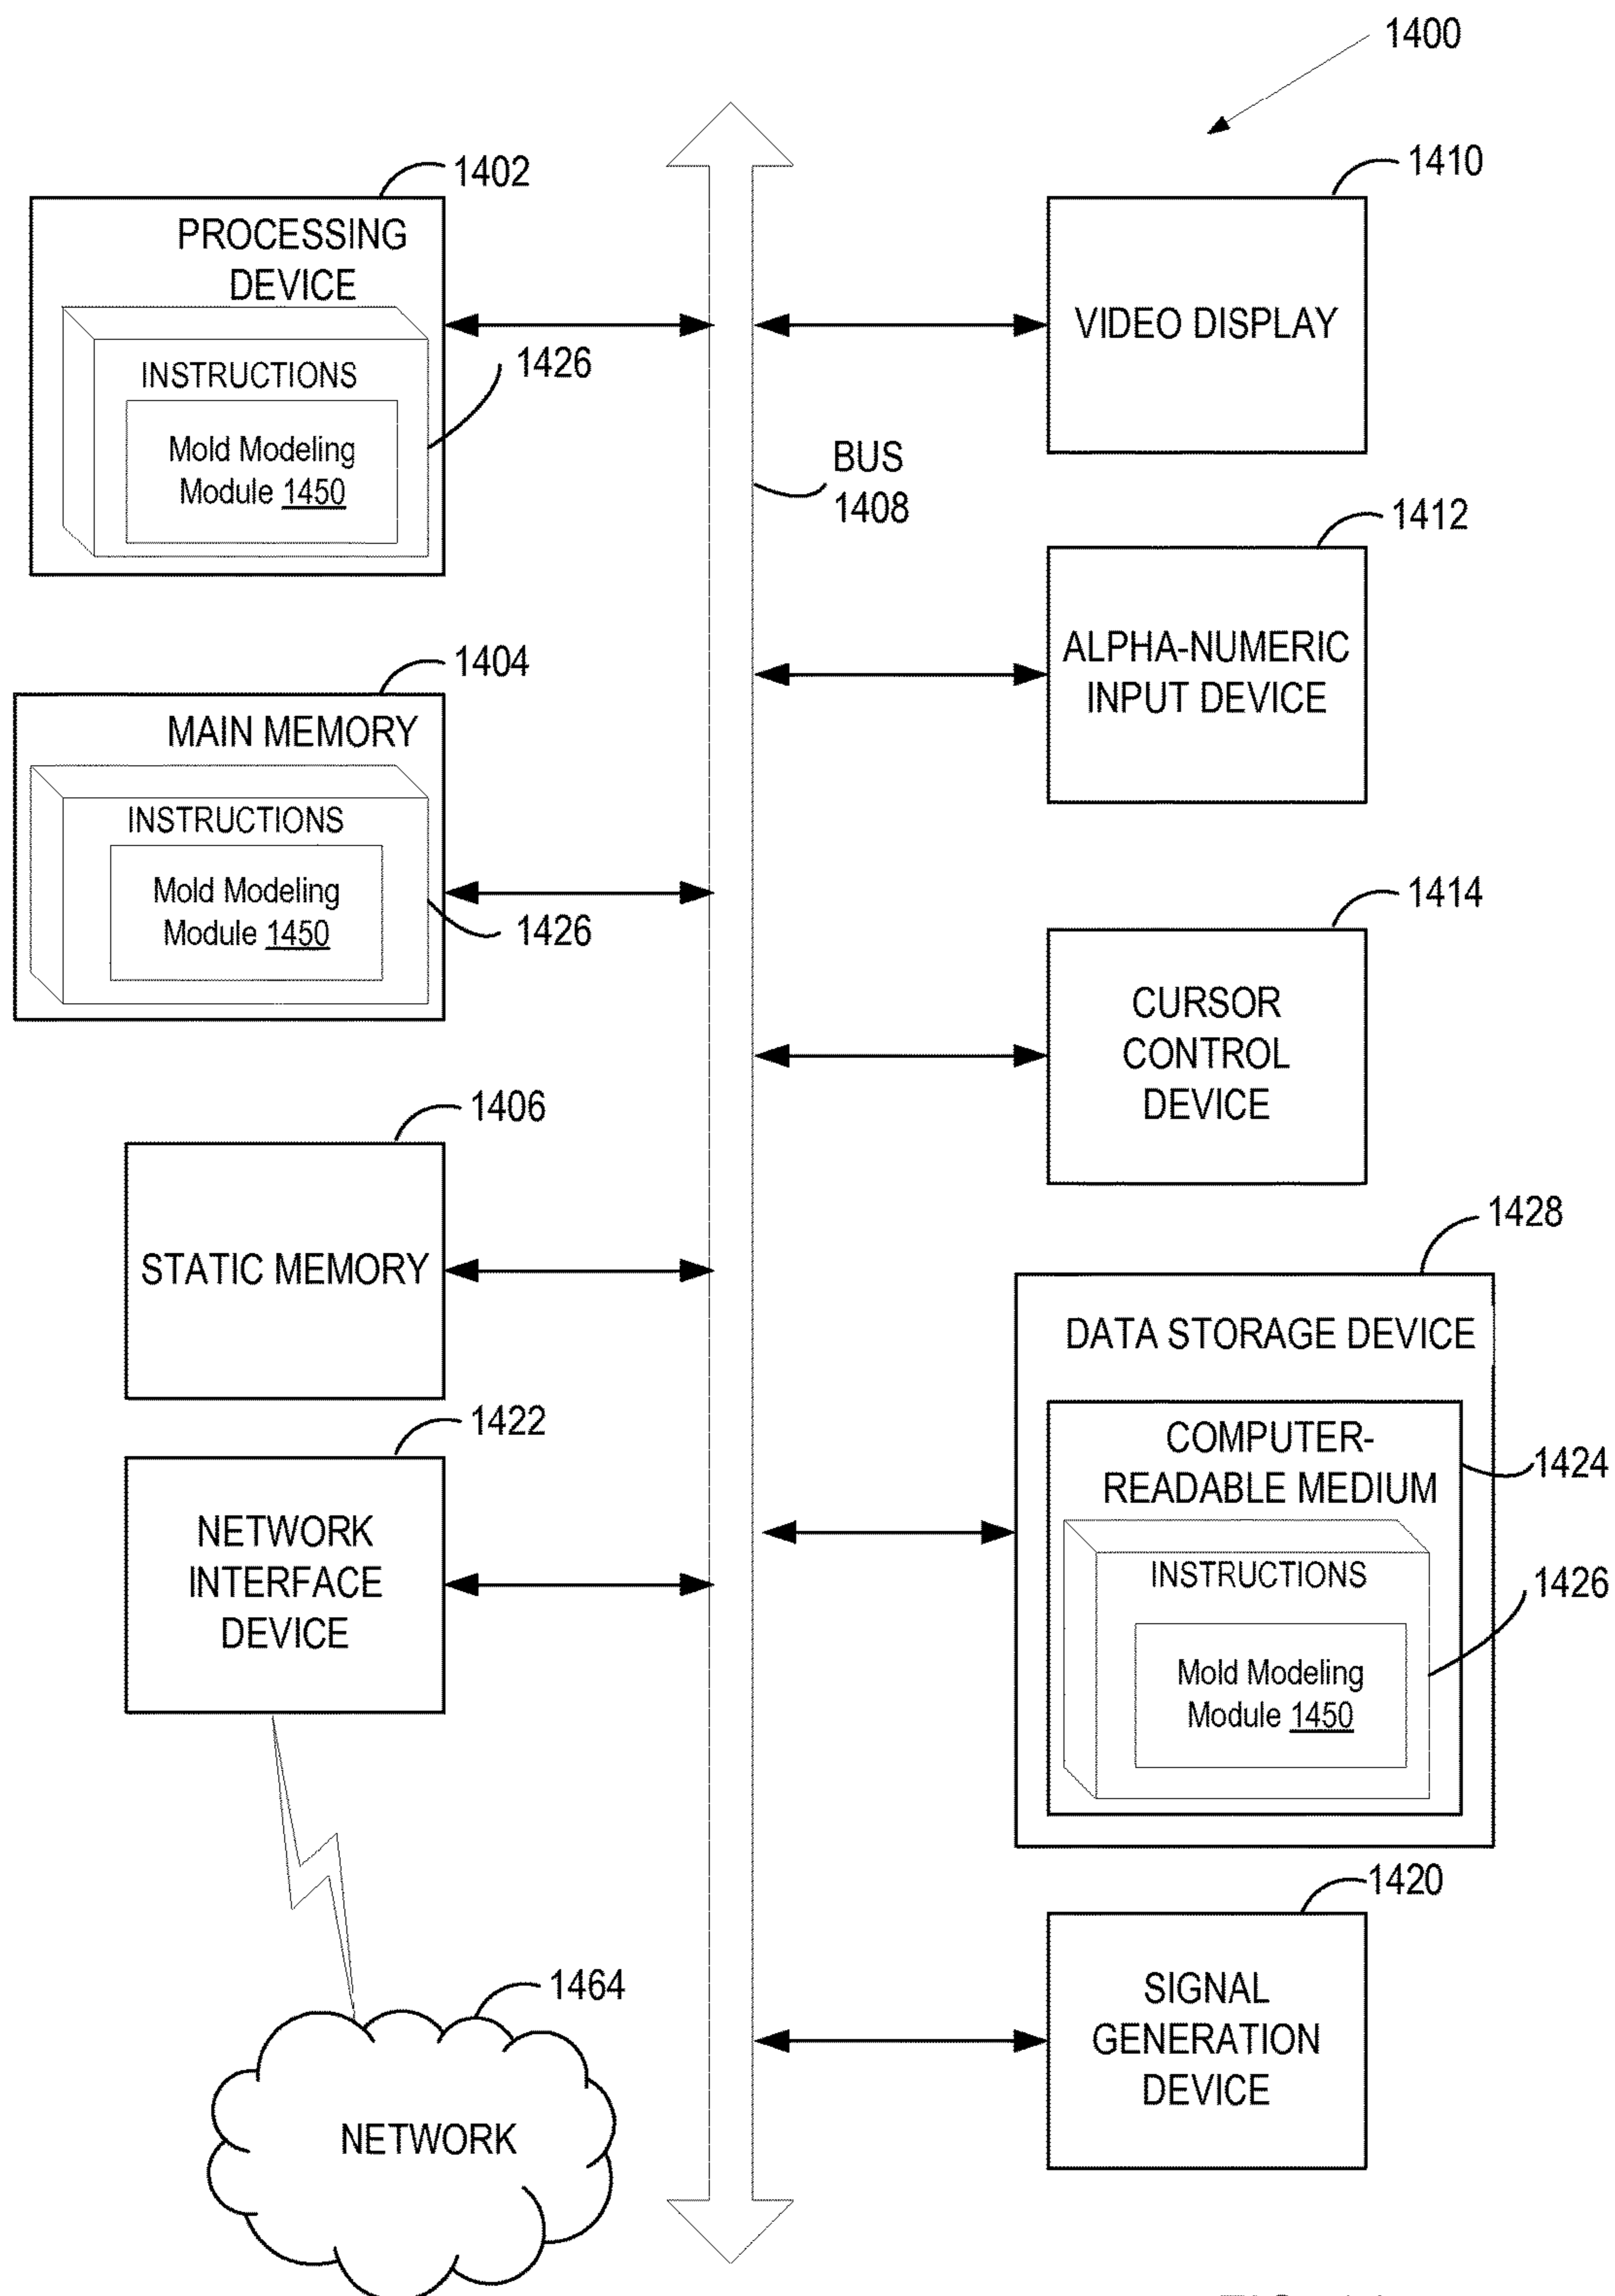 1400
1402
PROCESSING
DEVICE
INSTRUCTIONS
Mold Modeling
Module 1450
1426
1404
MAIN MEMORY
INSTRUCTIONS
Mold Modeling
Module 1450
1426
1406
STATIC MEMORY
1422
NETWORK
INTERFACE
DEVICE
1464
NETWORK
BUS
1408
1410
VIDEO DISPLAY
1412
ALPHA-NUMERIC
INPUT DEVICE
1414
CURSOR
CONTROL
DEVICE
1428
DATA STORAGE DEVICE
COMPUTER-
READABLE MEDIUM
1424
INSTRUCTIONS
1426
Mold Modeling
Module 1450
1420
SIGNAL
GENERATION
DEVICE